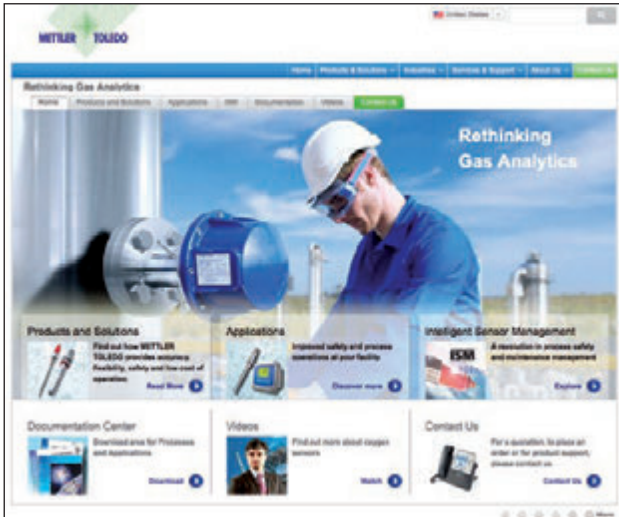 United States
METTLER TOLEDO
Home Products & Solutions Industries Services & Support About Us Contact Us
Rethinking Gas Analytics
Home Products and Solutions Applications ISM Documentation Videos Contact Us
Rethinking
Gas Analytics
Products and Solutions
Find out how METTLER
TOLEDO provides accuracy,
flexibility, safety and low cost of
operation.
Read More
Applications
Improved safety and process
operations at your facility
Discover more
Intelligent Sensor Management
ISM
A revolution in process safety
and maintenance management
Explore
Documentation Center
Download area for Processes
and Applications.
Download
Videos
Find out more about oxygen
sensors
Watch
Contact Us
For a quotation, to place an
order or for product support,
please contact us.
Contact Us
More